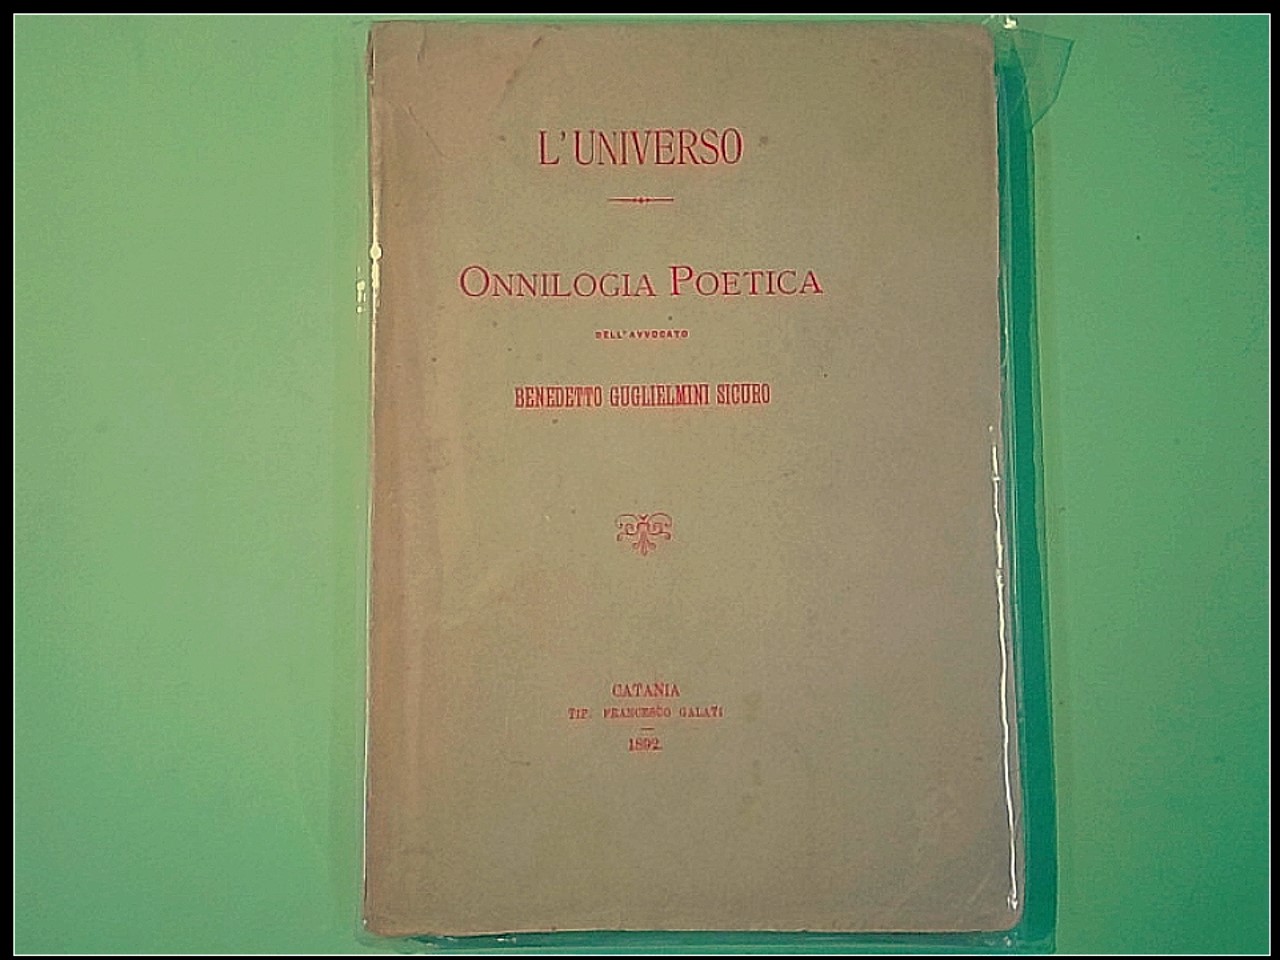 L'UNIVERSO
ONNILOGIA POETICA
DELL'AVVOCATO
BENEDETTO GUGLIELMINI SICURO
CATANIA
TIP. FRANCESCO GALATI
1892.